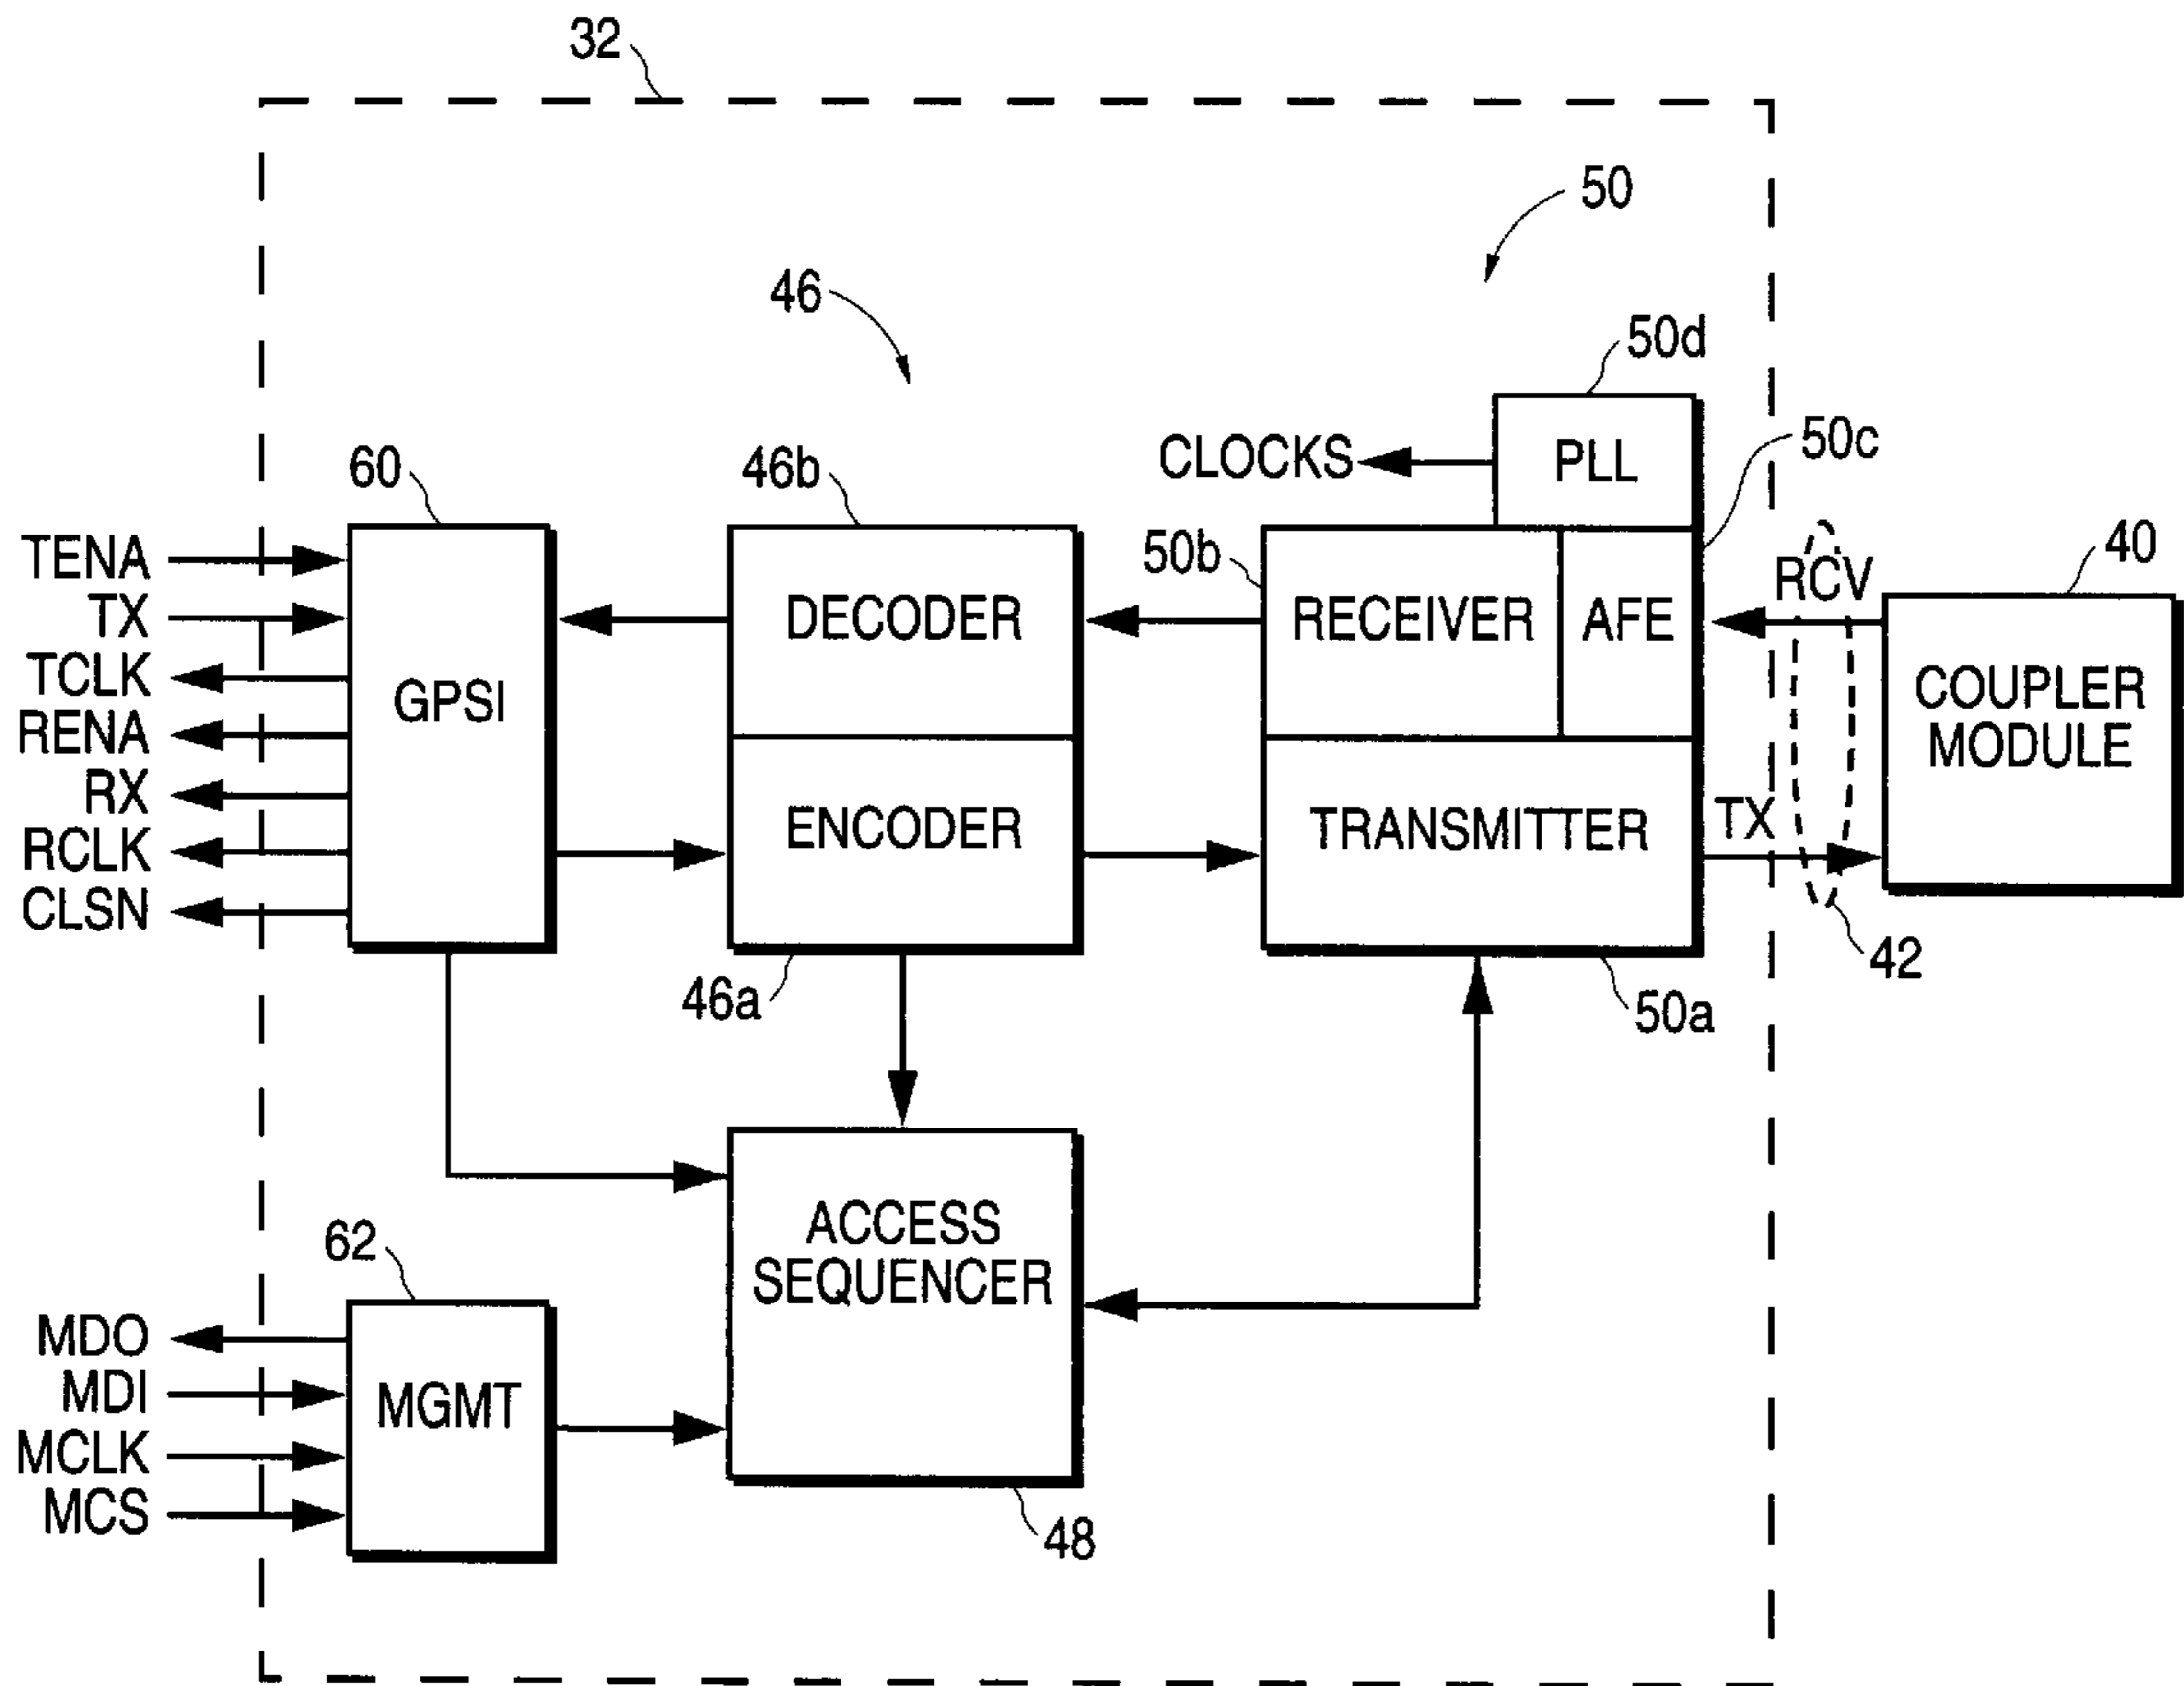 32
50
46
50d
CLOCKS
PLL
50c
60
46b
50b
RCV
40
TENA
TX
TCLK
RENA
RX
RCLK
CLSN
GPSI
DECODER
ENCODER
RECEIVER
AFE
TRANSMITTER
TX
COUPLER
MODULE
42
46a
50a
ACCESS
SEQUENCER
62
MDO
MDI
MCLK
MCS
MGMT
48